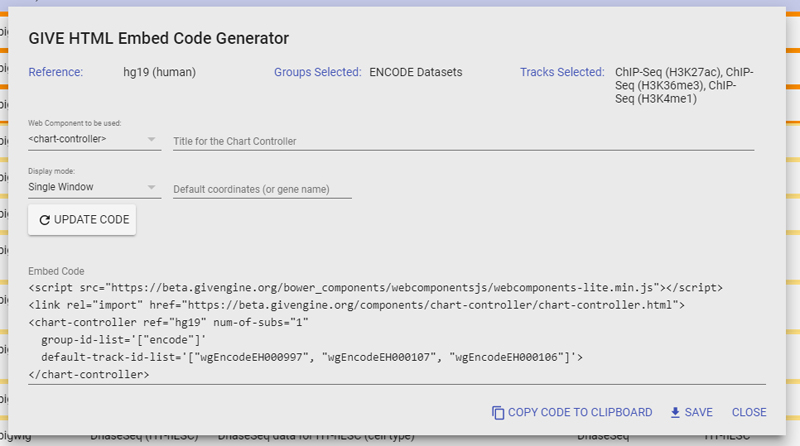 GIVE HTML Embed Code Generator
Reference: hg19 (human) Groups Selected: ENCODE Datasets Tracks Selected: ChIP-Seq (H3K27ac), ChIP-
Seq (H3K36me3), ChIP-
Seq (H3K4me1)
Web Component to be used:
<chart-controller> Title for the Chart Controller
Display mode:
Single Window Default coordinates (or gene name)
UPDATE CODE
Embed Code
<script src="https://beta.givengine.org/bower_components/webcomponentsjs/webcomponents-lite.min.js"></script>
<link rel="import" href="https://beta.givengine.org/components/chart-controller/chart-controller.html">
<chart-controller ref="hg19" num-of-subs="1"
group-id-list='["encode"]'
default-track-id-list='["wgEncodeEH000997", "wgEncodeEH000107", "wgEncodeEH000106"]'>
</chart-controller>
COPY CODE TO CLIPBOARD SAVE CLOSE